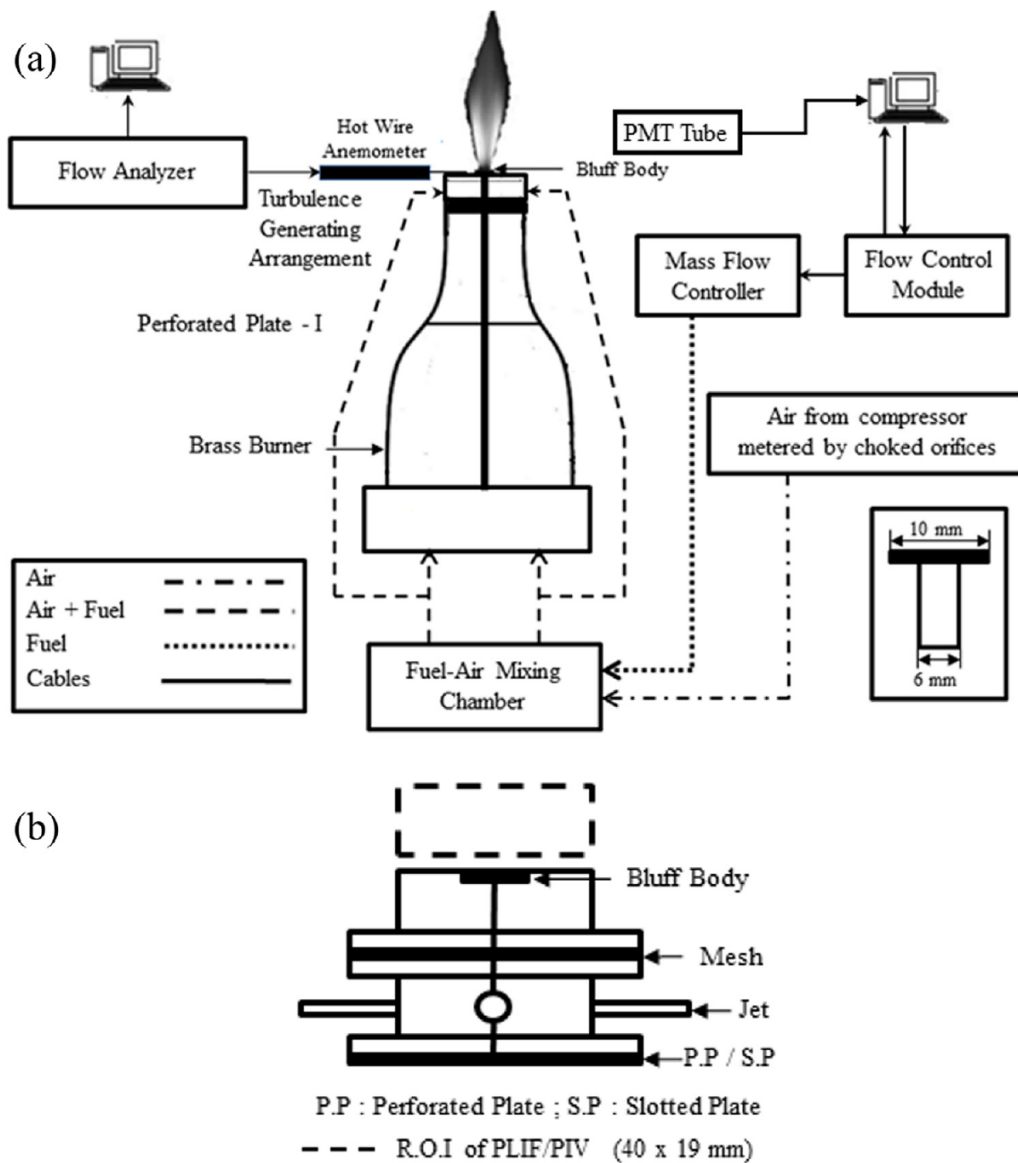 (a)
Hot Wire
Anemometer
PMT Tube
Flow Analyzer
Bluff Body
Turbulence
Generating
Arrangement
Mass Flow
Controller
Flow Control
Module
Perforated Plate - I
Air from compressor
metered by choked orifices
Brass Burner
10 mm
6 mm
Air
Air + Fuel
Fuel
Cables
Fuel-Air Mixing
Chamber
(b)
Bluff Body
Mesh
Jet
P.P / S.P
P.P : Perforated Plate ; S.P : Slotted Plate
R.O.I of PLIF/PIV (40 x 19 mm)